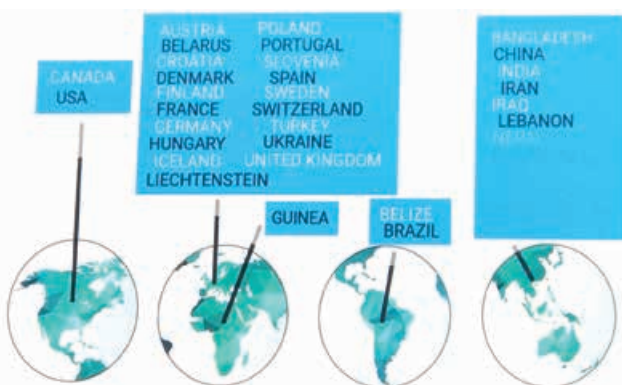 CANADA
USA
AUSTRIA POLAND
BELARUS PORTUGAL
CROATIA SLOVENIA
DENMARK SPAIN
FINLAND SWEDEN
FRANCE SWITZERLAND
GERMANY TURKEY
HUNGARY UKRAINE
ICELAND UNITED KINGDOM
LIECHTENSTEIN
GUINEA
BELIZE
BRAZIL
BANGLADESH
CHINA
INDIA
IRAN
IRAQ
LEBANON
NEPAL